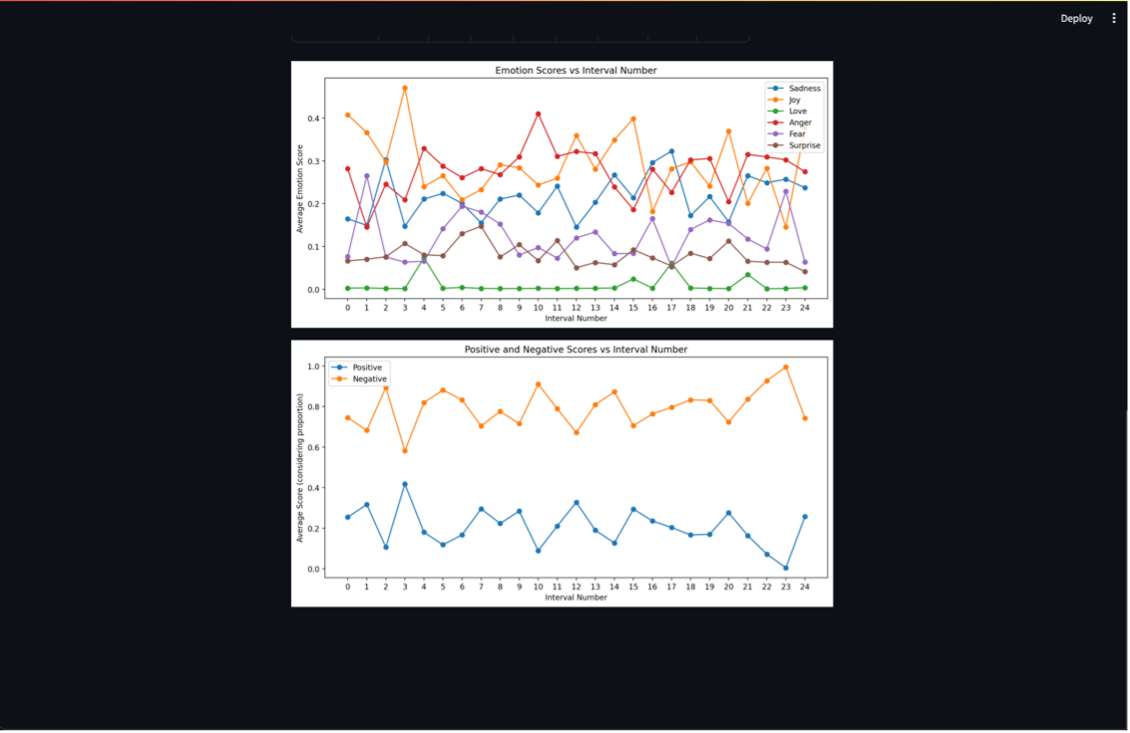 Deploy
Emotion Scores vs Interval Number
Sadness
Joy
Love
Anger
Fear
Surprise
Average Emotion Score
0.4
0.3
0.2
0.1
0.0
0 1 2 3 4 5 6 7 8 9 10 11 12 13 14 15 16 17 18 19 20 21 22 23 24
Interval Number
Positive and Negative Scores vs Interval Number
Positive
Negative
Average Score (considering proportion)
1.0
0.8
0.6
0.4
0.2
0.0
0 1 2 3 4 5 6 7 8 9 10 11 12 13 14 15 16 17 18 19 20 21 22 23 24
Interval Number